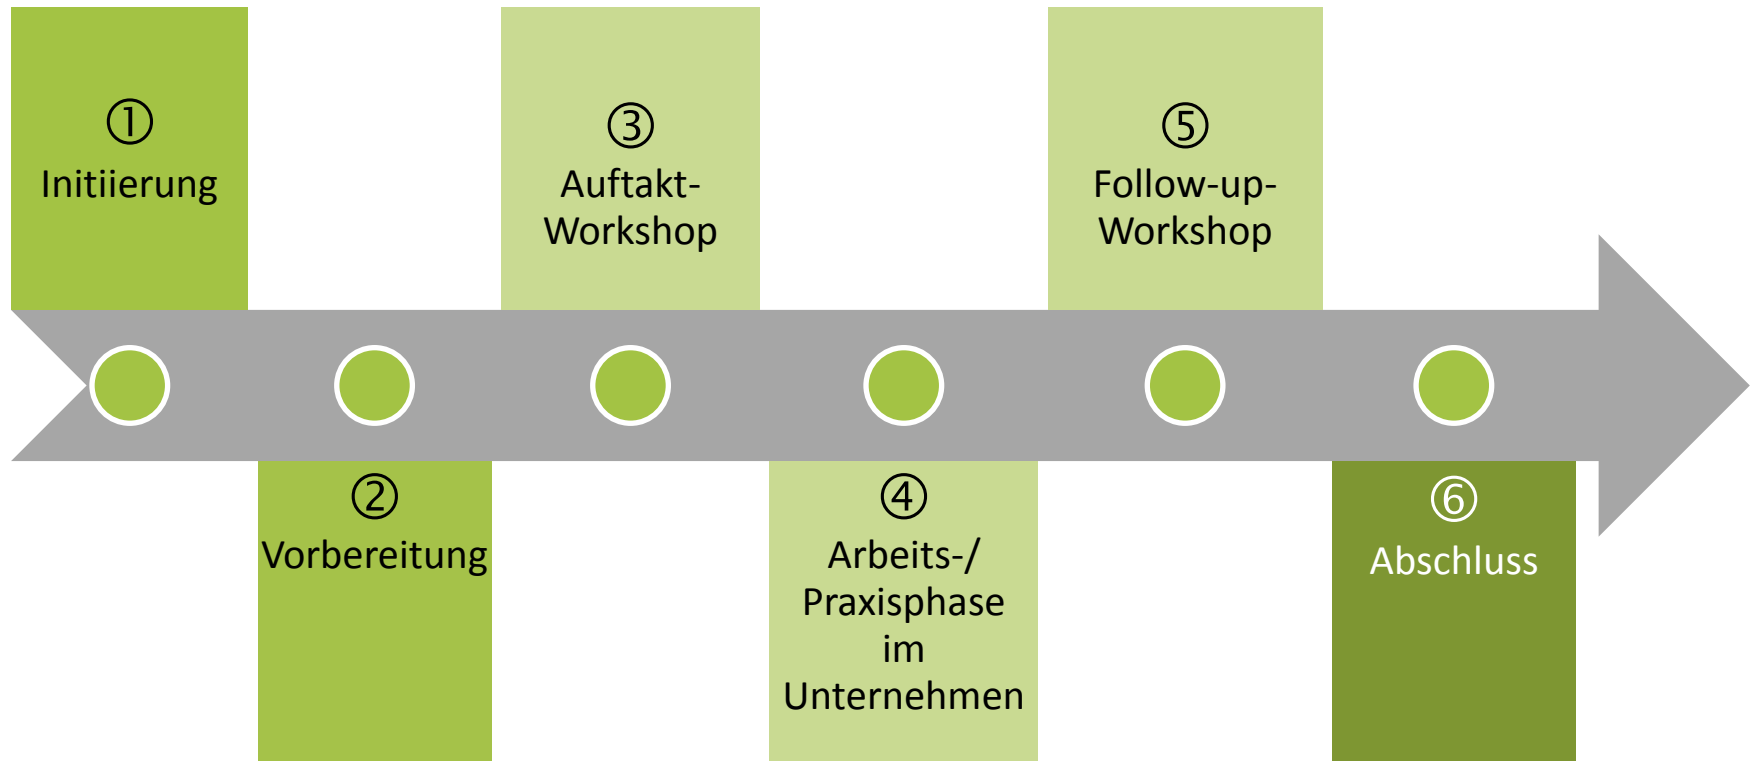 ①
Initiierung
②
Vorbereitung
③
Auftakt-
Workshop
④
Arbeits-/
Praxisphase
im
Unternehmen
⑤
Follow-up-
Workshop
⑥
Abschluss